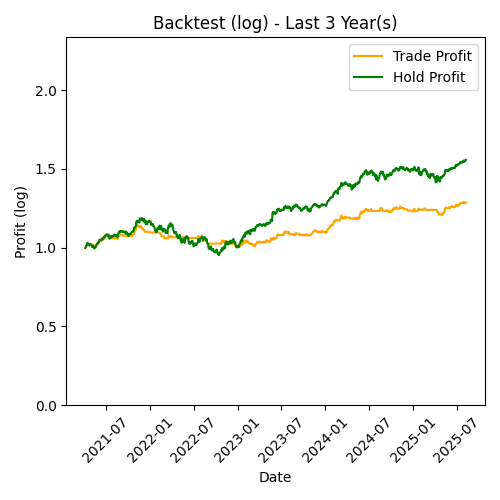 Backtest (log) - Last 3 Year(s)
Trade Profit
Hold Profit
Profit (log)
2.0
1.5
1.0
0.5
0.0
2021-07
2022-01
2022-07
2023-01
2023-07
2024-01
2024-07
2025-01
2025-07
Date